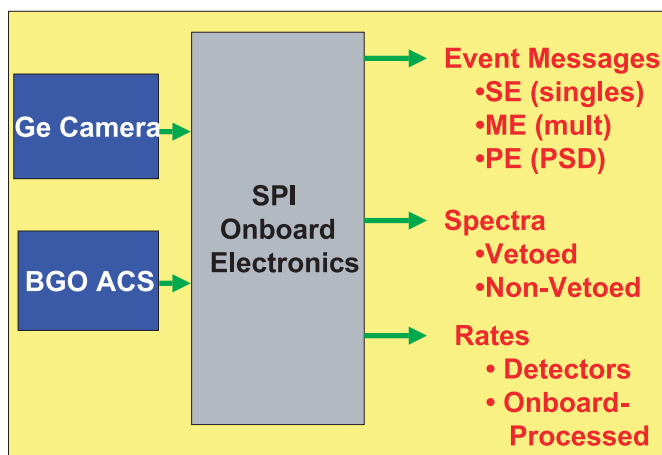 Ge Camera
BGO ACS
SPI
Onboard
Electronics
Event Messages
•SE (singles)
•ME (mult)
•PE (PSD)
Spectra
•Vetoed
•Non-Vetoed
Rates
• Detectors
• Onboard-
Processed